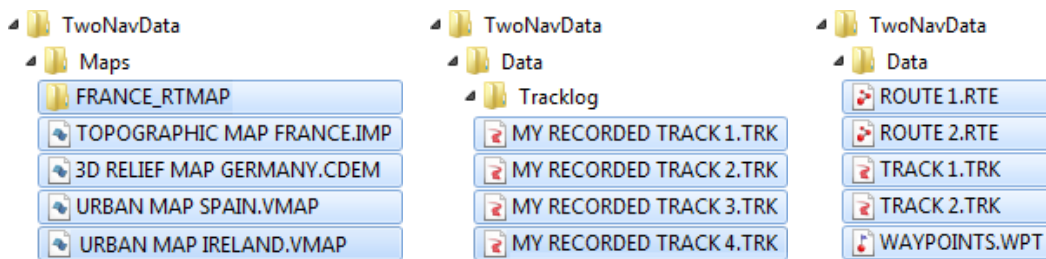 TwoNavData
Maps
FRANCE_RTMAP
TOPOGRAPHIC MAP FRANCE.IMP
3D RELIEF MAP GERMANY.CDEM
URBAN MAP SPAIN.VMAP
URBAN MAP IRELAND.VMAP
TwoNavData
Data
Tracklog
MY RECORDED TRACK 1.TRK
MY RECORDED TRACK 2.TRK
MY RECORDED TRACK 3.TRK
MY RECORDED TRACK 4.TRK
TwoNavData
Data
ROUTE 1.RTE
ROUTE 2.RTE
TRACK 1.TRK
TRACK 2.TRK
WAYPOINTS.WPT